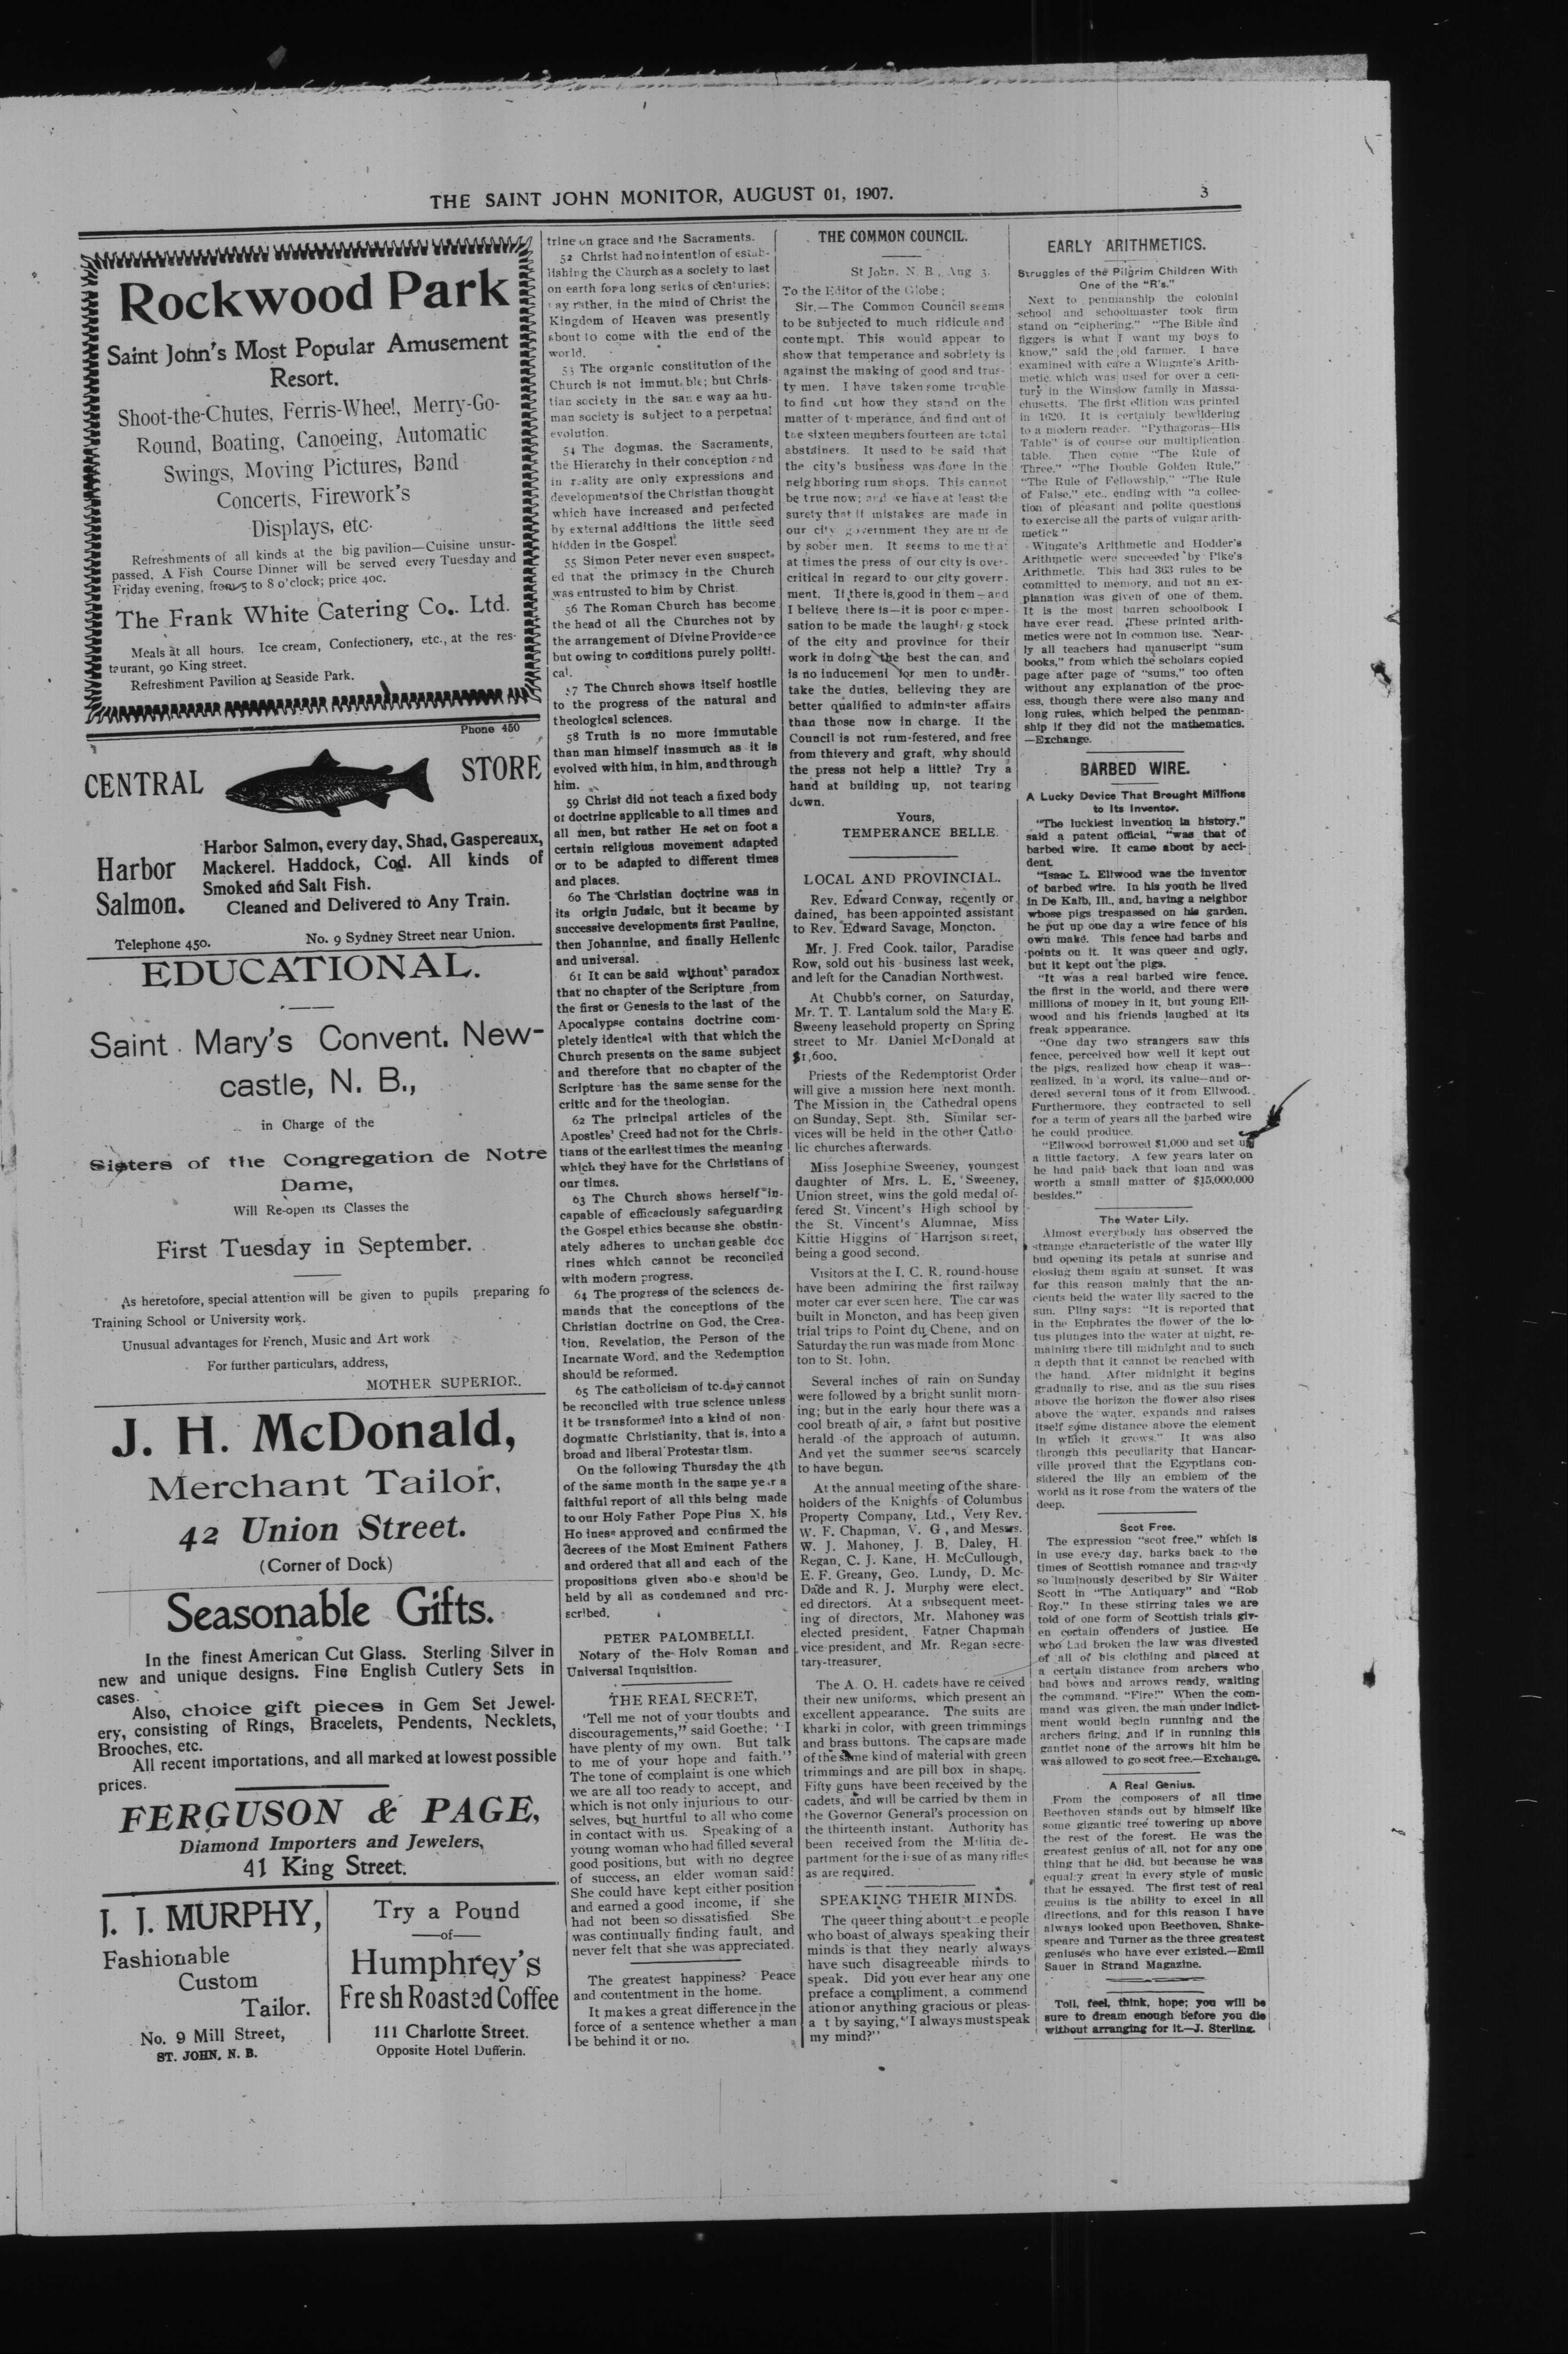 THE SAINT JOHN MONITOR, AUGUST 01, 1907.
3
Rockwood Park
Saint John's Most Popular Amusement
Resort.
Shoot-the-Chutes, Ferris-Wheel, Merry-Go-
Round, Boating, Canoeing, Automatic
Swings, Moving Pictures, Band
Concerts, Firework's
Displays, etc.
Refreshments of all kinds at the big pavilion—Cuisine unsur-
passed, A Fish Course Dinner will be served every Tuesday and
Friday evening, from 5 to 8 o'clock; price 40c.
The Frank White Catering Co., Ltd.
Meals at all hours. Ice cream, Confectionery, etc., at the res-
taurant, 90 King street.
Refreshment Pavilion at Seaside Park.
Phone 450
CENTRAL STORE
Harbor
Salmon.
Harbor Salmon, every day, Shad, Gaspereaux,
Mackerel. Haddock, Cod. All kinds of
Smoked and Salt Fish.
Cleaned and Delivered to Any Train.
Telephone 450. No. 9 Sydney Street near Union.
EDUCATIONAL.
Saint Mary's Convent. New-
castle, N. B.,
in Charge of the
Sisters of the Congregation de Notre
Dame,
Will Re-open its Classes the
First Tuesday in September.
As heretofore, special attention will be given to pupils preparing fo
Training School or University work.
Unusual advantages for French, Music and Art work
For further particulars, address,
MOTHER SUPERIOR.
J. H. McDonald,
Merchant Tailor,
42 Union Street.
(Corner of Dock)
Seasonable Gifts.
In the finest American Cut Glass. Sterling Silver in
new and unique designs. Fine English Cutlery Sets in
cases.
Also, choice gift pieces in Gem Set Jewel-
ery, consisting of Rings, Bracelets, Pendents, Necklets,
Brooches, etc.
All recent importations, and all marked at lowest possible
prices.
FERGUSON & PAGE,
Diamond Importers and Jewelers,
41 King Street.
J. J. MURPHY,
Fashionable
Custom
Tailor.
No. 9 Mill Street,
ST. JOHN, N. B.
Try a Pound
—of—
Humphrey's
Fresh Roasted Coffee
111 Charlotte Street.
Opposite Hotel Dufferin.
trine on grace and the Sacraments.
52 Christ had no intention of estab-
lishing the Church as a society to last
on earth for a long series of centuries;
ay rather, in the mind of Christ the
Kingdom of Heaven was presently
about to come with the end of the
world.
53 The organic constitution of the
Church is not immutable; but Chris-
tian society in the same way aa hu-
man society is subject to a perpetual
evolution.
54 The dogmas, the Sacraments,
the Hierarchy in their conception and
in reality are only expressions and
developments of the Christian thought
which have increased and perfected
by external additions the little seed
hidden in the Gospel.
55 Simon Peter never even suspect-
ed that the primacy in the Church
was entrusted to him by Christ.
56 The Roman Church has become
the head of all the Churches not by
the arrangement of Divine Providence
but owing to conditions purely politi-
cal.
57 The Church shows itself hostile
to the progress of the natural and
theological sciences.
58 Truth is no more immutable
than man himself inasmuch as it is
evolved with him, in him, and through
him.
59 Christ did not teach a fixed body
of doctrine applicable to all times and
all men, but rather He set on foot a
certain religious movement adapted
or to be adapted to different times
and places.
60 The Christian doctrine was in
its origin Judaic, but it became by
successive developments first Pauline,
then Johannine, and finally Hellenic
and universal.
61 It can be said without paradox
that no chapter of the Scripture from
the first or Genesis to the last of the
Apocalypse contains doctrine com-
pletely identical with that which the
Church presents on the same subject
and therefore that no chapter of the
Scripture has the same sense for the
critic and for the theologian.
62 The principal articles of the
Apostles' Creed had not for the Chris-
tians of the earliest times the meaning
which they have for the Christians of
our times.
63 The Church shows herself in-
capable of efficaciously safeguarding
the Gospel ethics because she obstin-
ately adheres to unchangeable doc
rines which cannot be reconciled
with modern progress.
64 The progress of the sciences de-
mands that the conceptions of the
Christian doctrine on God, the Crea-
tion, Revelation, the Person of the
Incarnate Word, and the Redemption
should be reformed.
65 The catholicism of to-day cannot
be reconciled with true science unless
it be transformed into a kind of non-
dogmatic Christianity, that is, into a
broad and liberal Protestantism.
On the following Thursday the 4th
of the same month in the same year a
faithful report of all this being made
to our Holy Father Pope Pius X, his
Ho iness approved and confirmed the
decrees of the Most Eminent Fathers
and ordered that all and each of the
propositions given above should be
held by all as condemned and pro-
scribed.
PETER PALOMBELLI.
Notary of the Holy Roman and
Universal Inquisition.
THE REAL SECRET.
'Tell me not of your doubts and
discouragements," said Goethe; "I
have plenty of my own. But talk
to me of your hope and faith."
The tone of complaint is one which
we are all too ready to accept, and
which is not only injurious to our-
selves, but hurtful to all who come
in contact with us. Speaking of a
young woman who had filled several
good positions, but with no degree
of success, an elder woman said:
She could have kept either position
and earned a good income, if she
had not been so dissatisfied. She
was continually finding fault, and
never felt that she was appreciated.
The greatest happiness? Peace
and contentment in the home.
It makes a great difference in the
force of a sentence whether a man
be behind it or no.
THE COMMON COUNCIL.
St John, N. B., Aug 3.
To the Editor of the Globe:
Sir,—The Common Council seems
to be subjected to much ridicule and
contempt. This would appear to
show that temperance and sobriety is
against the making of good and trus-
ty men. I have taken some trouble
to find out how they stand on the
matter of temperance, and find out of
the sixteen members fourteen are total
abstainers. It used to be said that
the city's business was done in the
neighboring rum shops. This cannot
be true now; and we have at least the
surety that if mistakes are made in
our city government they are m de
by sober men. It seems to me that
at times the press of our city is over-
critical in regard to our city govern-
ment. If there is good in them—and
I believe there is—it is poor compen-
sation to be made the laughing stock
of the city and province for their
work in doing the best the can, and
is no inducement for men to under-
take the duties, believing they are
better qualified to adminster affairs
than those now in charge. If the
Council is not rum-festered, and free
from thievery and graft, why should
the press not help a little? Try a
hand at building up, not tearing
down.
Yours,
TEMPERANCE BELLE.
LOCAL AND PROVINCIAL.
Rev. Edward Conway, recently or
dained, has been appointed assistant
to Rev. Edward Savage, Moncton.
Mr. J. Fred Cook, tailor, Paradise
Row, sold out his business last week,
and left for the Canadian Northwest.
At Chubb's corner, on Saturday,
Mr. T. T. Lantalum sold the Mary E.
Sweeny leasehold property on Spring
street to Mr. Daniel McDonald at
$1,600.
Priests of the Redemptorist Order
will give a mission here next month.
The Mission in the Cathedral opens
on Sunday, Sept. 8th. Similar ser-
vices will be held in the other Catho
lic churches afterwards.
Miss Josephine Sweeney, youngest
daughter of Mrs. L. E. Sweeney,
Union street, wins the gold medal of-
fered St. Vincent's High school by
the St. Vincent's Alumnae, Miss
Kittie Higgins of Harrison street,
being a good second.
Visitors at the I. C. R. round-house
have been admiring the first railway
moter car ever seen here. The car was
built in Moncton, and has been given
trial trips to Point du Chene, and on
Saturday the run was made from Monc
ton to St. John.
Several inches of rain on Sunday
were followed by a bright sunlit morn-
ing; but in the early hour there was a
cool breath of air, a faint but positive
herald of the approach of autumn.
And yet the summer seems scarcely
to have begun.
At the annual meeting of the share-
holders of the Knights of Columbus
Property Company, Ltd., Very Rev.
W. F. Chapman, V. G, and Messrs.
W. J. Mahoney, J. B. Daley, H.
Regan, C. J. Kane, H. McCullough,
E. F. Greany, Geo. Lundy, D. Mc-
Dade and R. J. Murphy were elect.
ed directors. At a subsequent meet-
ing of directors, Mr. Mahoney was
elected president, Father Chapman
vice-president, and Mr. Regan secre-
tary-treasurer.
The A. O. H. cadets have re ceived
their new uniforms, which present an
excellent appearance. The suits are
kharki in color, with green trimmings
and brass buttons. The caps are made
of the same kind of material with green
trimmings and are pill box in shape.
Fifty guns have been received by the
cadets, and will be carried by them in
the Governor General's procession on
the thirteenth instant. Authority has
been received from the Militia de-
partment for the issue of as many rifles
as are required.
SPEAKING THEIR MINDS.
The queer thing about t..e people
who boast of always speaking their
minds is that they nearly always
have such disagreeable minds to
speak. Did you ever hear any one
preface a compliment, a commend
ation or anything gracious or pleas-
a t by saying, "I always must speak
my mind?"
EARLY ARITHMETICS.
Struggles of the Pilgrim Children With
One of the "R's."
Next to penmanship the colonial
school and schoolmaster took firm
stand on "ciphering." "The Bible and
figgers is what I want my boys to
know," said the old farmer. I have
examined with care a Wingate's Arith-
metic which was used for over a cen-
tury in the Winslow family in Massa-
chusetts. The first edition was printed
in 1620. It is certainly bewildering
to a modern reader. "Pythagoras—His
Table" is of course our multiplication
table. Then come "The Rule of
Three," "The Double Golden Rule,"
"The Rule of Fellowship," "The Rule
of False," etc., ending with "a collec-
tion of pleasant and polite questions
to exercise all the parts of vulgar arith-
metick"
Wingate's Arithmetic and Hodder's
Arithmetic were succeeded by Pike's
Arithmetic. This had 363 rules to be
committed to memory, and not an ex-
planation was given of one of them.
It is the most barren schoolbook I
have ever read. These printed arith-
metics were not in common use. Near-
ly all teachers had manuscript "sum
books," from which the scholars copied
page after page of "sums," too often
without any explanation of the proc-
ess, though there were also many and
long rules, which helped the penman-
ship if they did not the mathematics.
—Exchange.
BARBED WIRE.
A Lucky Device That Brought Millions
to Its Inventor.
"The luckiest invention in history,"
said a patent official, "was that of
barbed wire. It came about by acci-
dent.
"Isaac L. Ellwood was the inventor
of barbed wire. In his youth he lived
in De Kalb, Ill., and, having a neighbor
whose pigs trespassed on his garden,
he put up one day a wire fence of his
own make. This fence had barbs and
points on it. It was queer and ugly,
but it kept out the pigs.
"It was a real barbed wire fence,
the first in the world, and there were
millions of money in it, but young Ell-
wood and his friends laughed at its
freak appearance.
"One day two strangers saw this
fence, perceived how well it kept out
the pigs, realized how cheap it was—
realized, in a word, its value—and or-
dered several tons of it from Ellwood.
Furthermore, they contracted to sell
for a term of years all the barbed wire
he could produce.
"Ellwood borrowed $1,000 and set up
a little factory. A few years later on
he had paid back that loan and was
worth a small matter of $15,000,000
besides."
The Water Lily.
Almost everybody has observed the
strange characteristic of the water lily
bud opening its petals at sunrise and
closing them again at sunset. It was
for this reason mainly that the an-
cients held the water lily sacred to the
sun. Pliny says: "It is reported that
in the Euphrates the flower of the lo-
tus plunges into the water at night, re-
maining there till midnight and to such
a depth that it cannot be reached with
the hand. After midnight it begins
gradually to rise, and as the sun rises
above the horizon the flower also rises
above the water, expands and raises
itself some distance above the element
in which it grows." It was also
through this peculiarity that Hancar-
ville proved that the Egyptians con-
sidered the lily an emblem of the
world as it rose from the waters of the
deep.
Scot Free.
The expression "scot free," which is
in use every day, harks back to the
times of Scottish romance and tragedy
so luminously described by Sir Walter
Scott in "The Antiquary" and "Rob
Roy." In these stirring tales we are
told of one form of Scottish trials giv-
en certain offenders of justice. He
who had broken the law was divested
of all of his clothing and placed at
a certain distance from archers who
had bows and arrows ready, waiting
the command, "Fire!" When the com-
mand was given, the man under indict-
ment would begin running and the
archers firing, and if in running this
gantlet none of the arrows hit him he
was allowed to go scot free.—Exchange.
A Real Genius.
From the composers of all time
Beethoven stands out by himself like
some gigantic tree towering up above
the rest of the forest. He was the
greatest genius of all, not for any one
thing that he did, but because he was
equally great in every style of music
that he essayed. The first test of real
genius is the ability to excel in all
directions, and for this reason I have
always looked upon Beethoven, Shake-
speare and Turner as the three greatest
geniuses who have ever existed.—Emil
Sauer in Strand Magazine.
Toil, feel, think, hope; you will be
sure to dream enough before you die
without arranging for it.—J. Sterling.